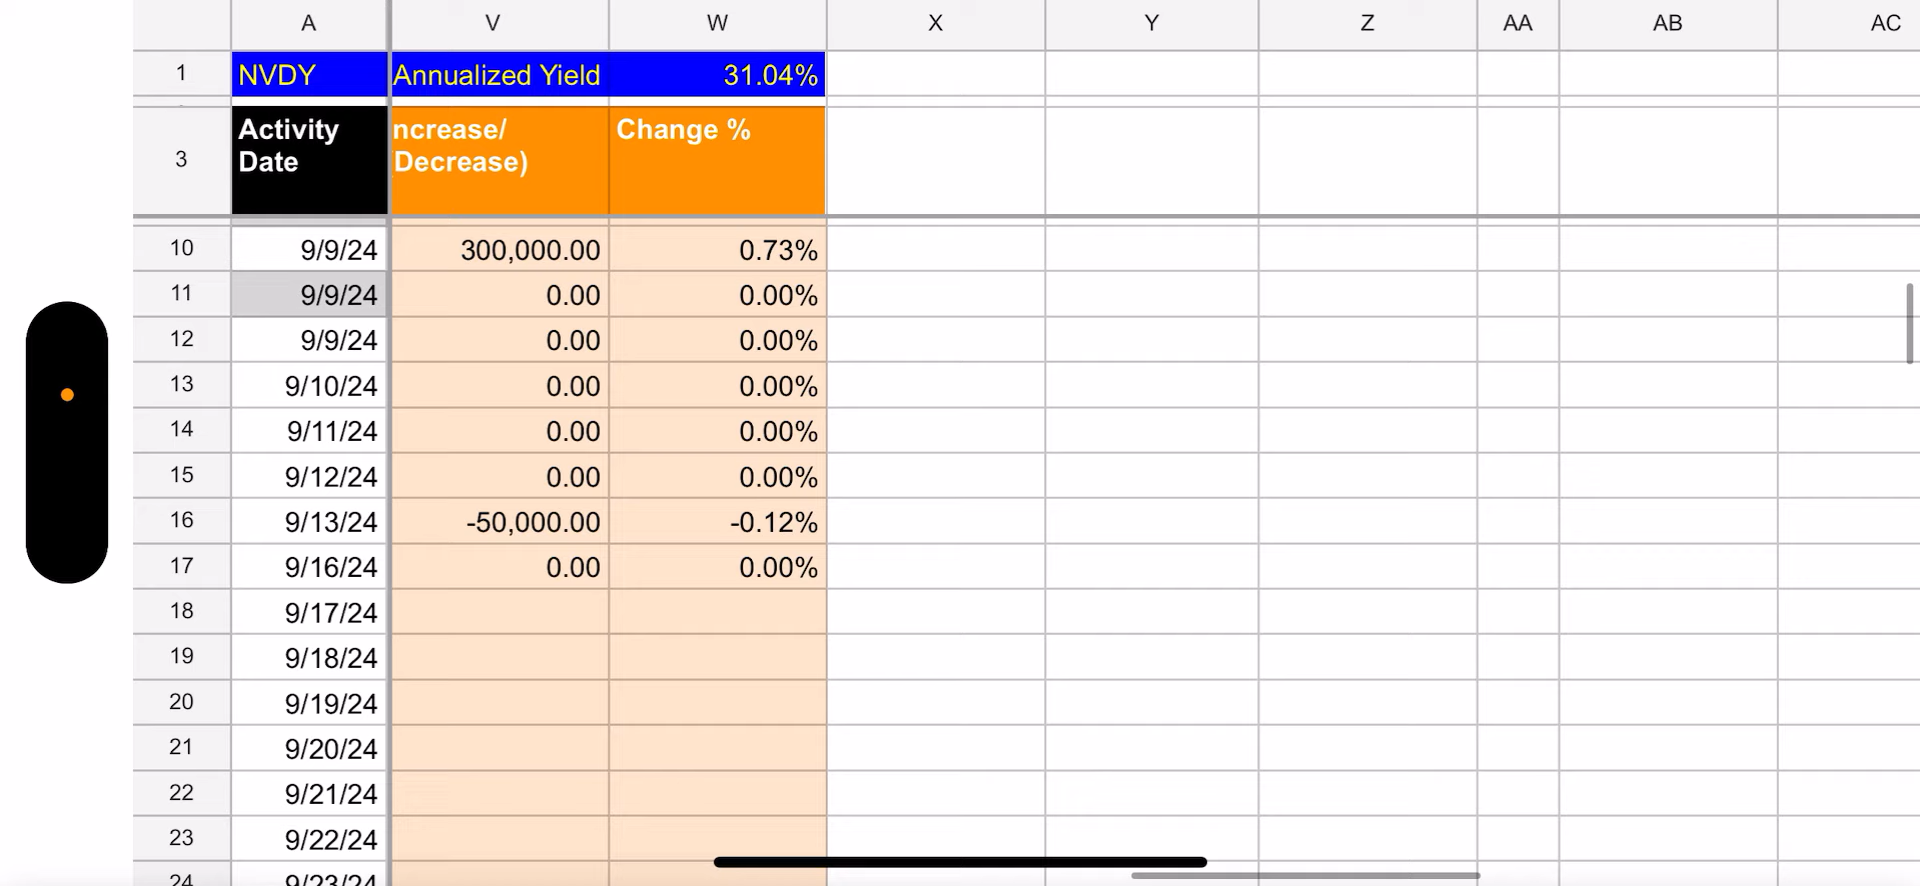 A V W X Y Z AA AB AC
1 NVDY Annualized Yield 31.04%
3 Activity Date ncrease/ (Decrease) Change %
10 9/9/24 300,000.00 0.73%
11 9/9/24 0.00 0.00%
12 9/9/24 0.00 0.00%
13 9/10/24 0.00 0.00%
14 9/11/24 0.00 0.00%
15 9/12/24 0.00 0.00%
16 9/13/24 -50,000.00 -0.12%
17 9/16/24 0.00 0.00%
18 9/17/24
19 9/18/24
20 9/19/24
21 9/20/24
22 9/21/24
23 9/22/24
24 9/23/24